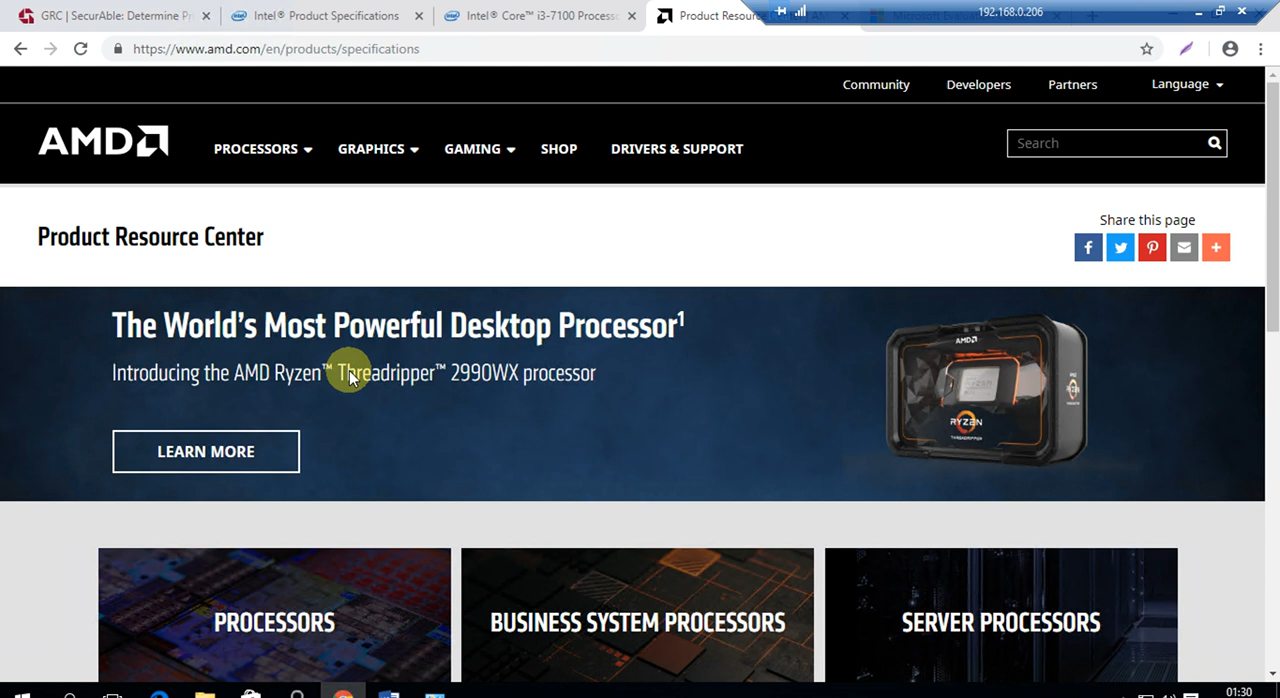 GRC | SecurAble: Determine Pr
Intel® Product Specifications
Intel® Core™ i3-7100 Process
Product Resour
192.168.0.206
https://www.amd.com/en/products/specifications
Community
Developers
Partners
Language
AMD
PROCESSORS
GRAPHICS
GAMING
SHOP
DRIVERS & SUPPORT
Search
Product Resource Center
Share this page
The World's Most Powerful Desktop Processor¹
Introducing the AMD Ryzen™ Threadripper™ 2990WX processor
LEARN MORE
AMD
RYZEN
THREADRIPPER
PROCESSORS
BUSINESS SYSTEM PROCESSORS
SERVER PROCESSORS
01:30